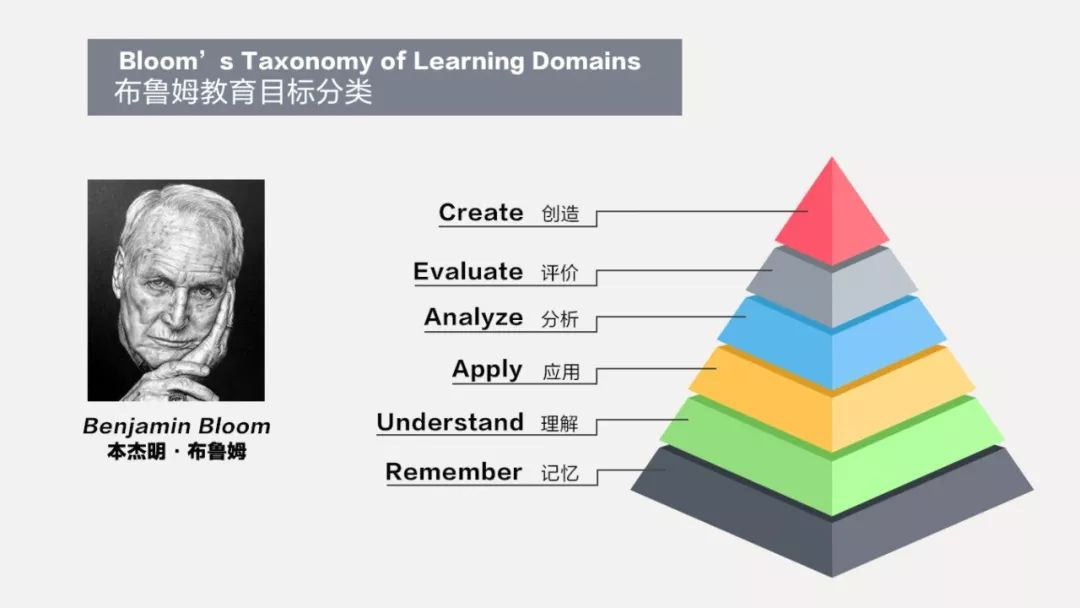 Bloom’s Taxonomy of Learning Domains
布鲁姆教育目标分类
Create 创造
Evaluate 评价
Analyze 分析
Apply 应用
Understand 理解
Remember 记忆
Benjamin Bloom
本杰明·布鲁姆